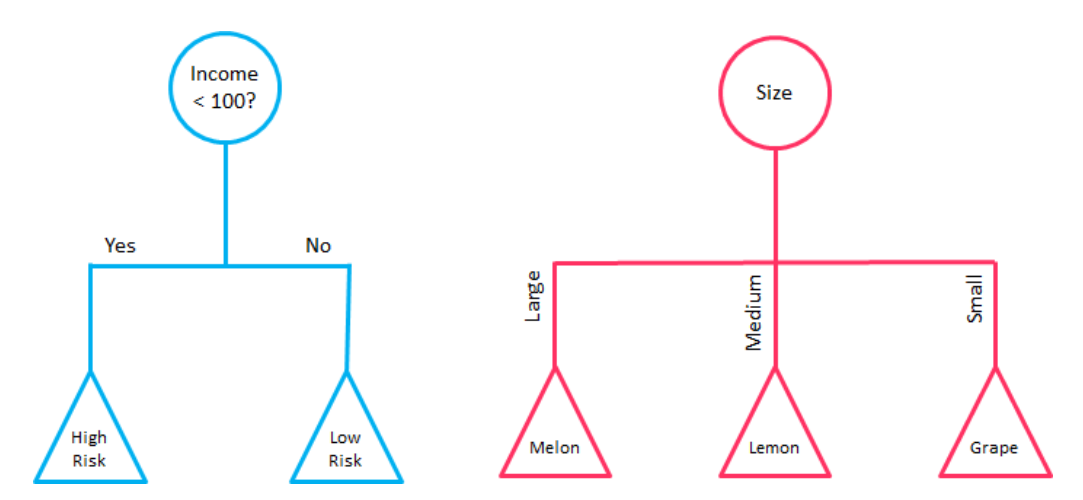 Income
< 100?
Yes
No
High
Risk
Low
Risk
Size
Large
Medium
Small
Melon
Lemon
Grape